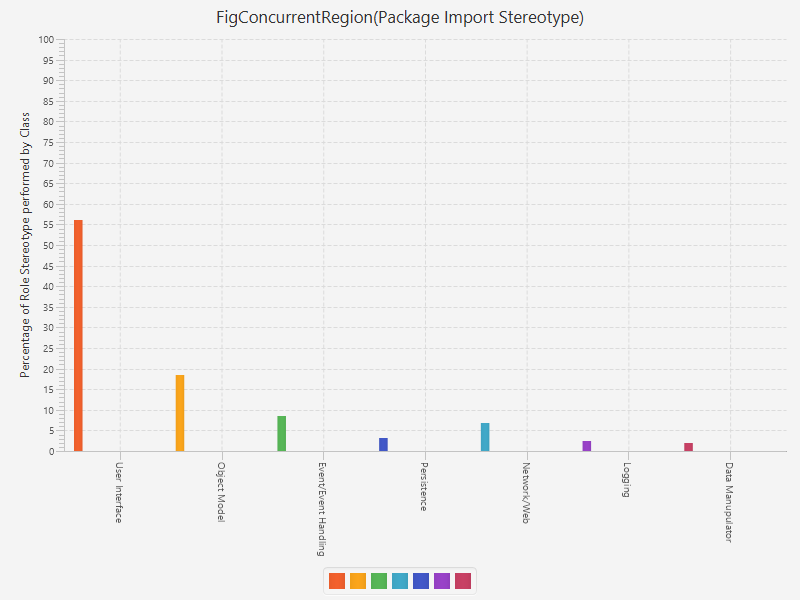 FigConcurrentRegion(Package Import Stereotype)
Percentage of Role Stereotype performed by Class
100
95
90
85
80
75
70
65
60
55
50
45
40
35
30
25
20
15
10
5
0
User Interface
Object Model
Event/Event Handling
Persistence
Network/Web
Logging
Data Manupulator